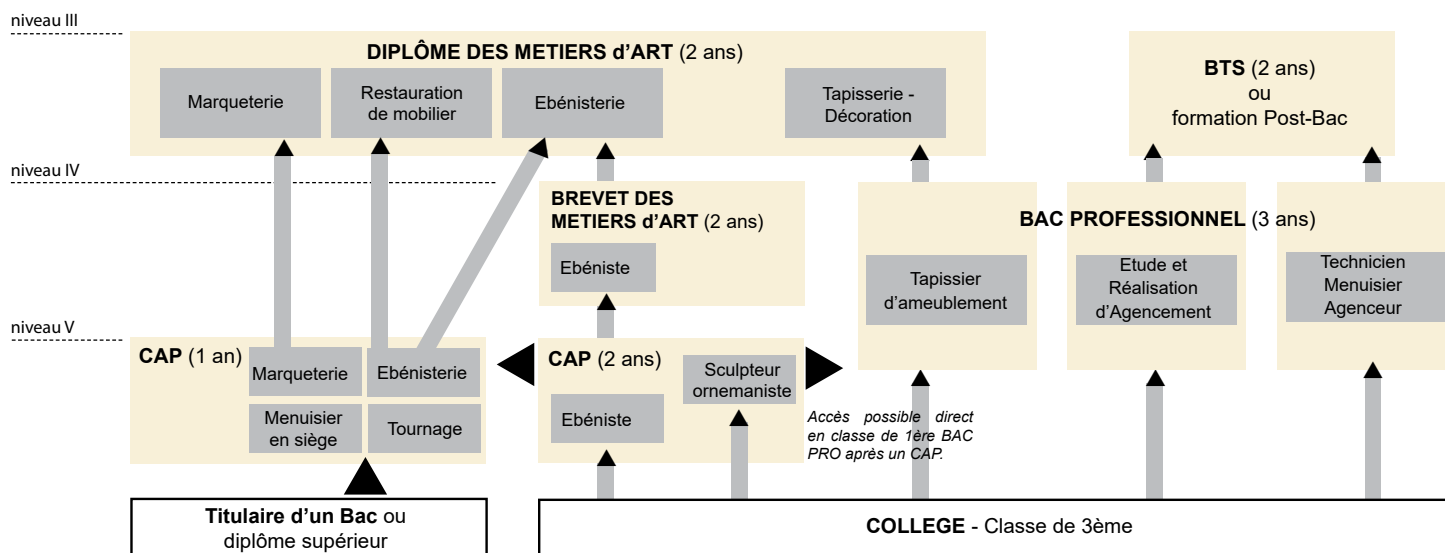 niveau III
DIPLÔME DES METIERS d'ART (2 ans)
Marqueterie
Restauration
de mobilier
Ebénisterie
Tapisserie -
Décoration
BTS (2 ans)
ou
formation Post-Bac
niveau IV
BREVET DES
METIERS d'ART (2 ans)
Ebéniste
BAC PROFESSIONNEL (3 ans)
Tapissier
d'ameublement
Etude et
Réalisation
d'Agencement
Technicien
Menuisier
Agenceur
niveau V
CAP (1 an)
Marqueterie
Ebénisterie
Menuisier
en siège
Tournage
CAP (2 ans)
Sculpteur
ornemaniste
Ebéniste
Accès possible direct
en classe de 1ère BAC
PRO après un CAP.
Titulaire d'un Bac ou
diplôme supérieur
COLLEGE - Classe de 3ème